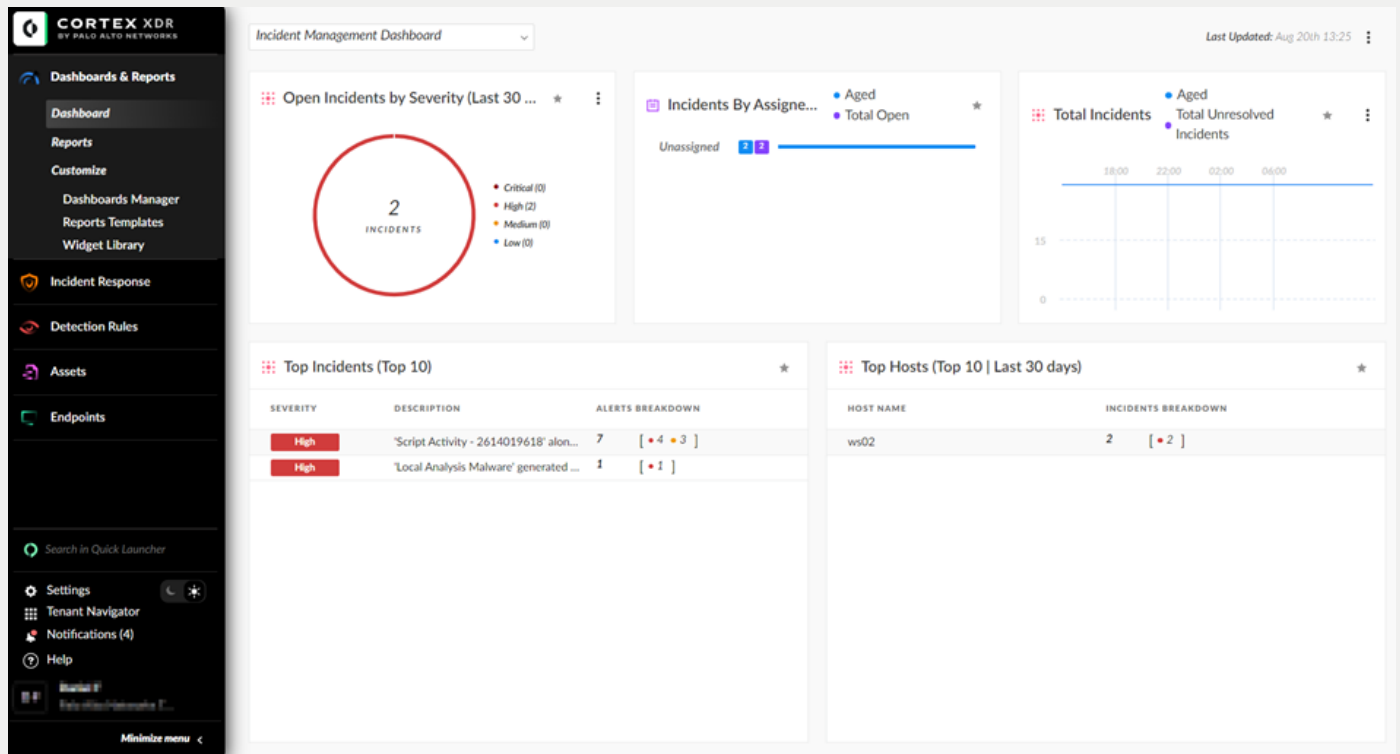 CORTEX XDR
BY PALO ALTO NETWORKS
Dashboards & Reports
Dashboard
Reports
Customize
Dashboards Manager
Reports Templates
Widget Library
Incident Response
Detection Rules
Assets
Endpoints
Search in Quick Launcher
Settings
Tenant Navigator
Notifications (4)
Help
Minimize menu
Incident Management Dashboard
Last Updated: Aug 20th 13:25
Open Incidents by Severity (Last 30 ...
2
INCIDENTS
Critical (0)
High (2)
Medium (0)
Low (0)
Incidents By Assigne...
Aged
Total Open
Unassigned 2 2
Total Incidents
Aged
Total Unresolved
Incidents
18:00 22:00 02:00 06:00
15
0
Top Incidents (Top 10)
SEVERITY DESCRIPTION ALERTS BREAKDOWN
High 'Script Activity - 2614019618' alon... 7 [ • 4 • 3 ]
High 'Local Analysis Malware' generated ... 1 [ • 1 ]
Top Hosts (Top 10 | Last 30 days)
HOST NAME INCIDENTS BREAKDOWN
ws02 2 [ • 2 ]